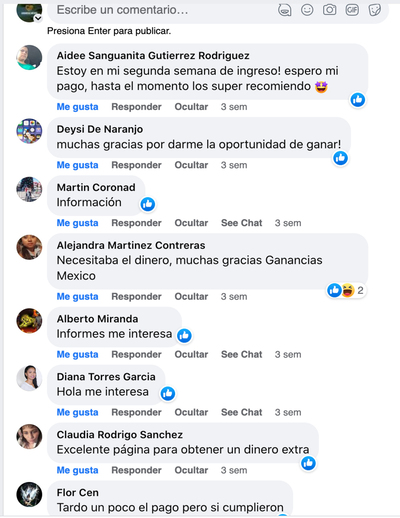 Escribe un comentario…
Presiona Enter para publicar.
Aidee Sanguanita Gutierrez Rodriguez
Estoy en mi segunda semana de ingreso! espero mi
pago, hasta el momento los super recomiendo 🤩
Me gusta Responder Ocultar 3 sem
Deysi De Naranjo
muchas gracias por darme la oportunidad de ganar!
Me gusta Responder Ocultar 3 sem
Martin Coronad
Información
Me gusta Responder Ocultar See Chat 3 sem
Alejandra Martinez Contreras
Necesitaba el dinero, muchas gracias Ganancias
Mexico
2
Me gusta Responder Ocultar 3 sem
Alberto Miranda
Informes me interesa
Me gusta Responder Ocultar See Chat 3 sem
Diana Torres Garcia
Hola me interesa
Me gusta Responder Ocultar See Chat 3 sem
Claudia Rodrigo Sanchez
Excelente página para obtener un dinero extra
Me gusta Responder Ocultar 3 sem
Flor Cen
Tardo un poco el pago pero si cumplieron